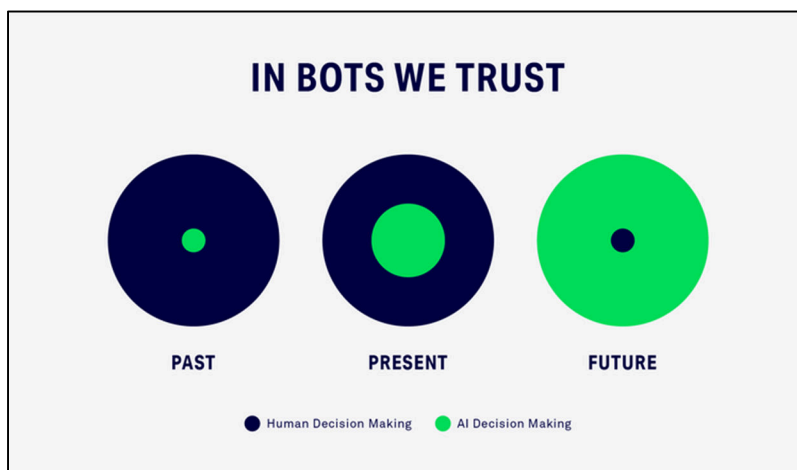 IN BOTS WE TRUST
PAST PRESENT FUTURE
Human Decision Making AI Decision Making